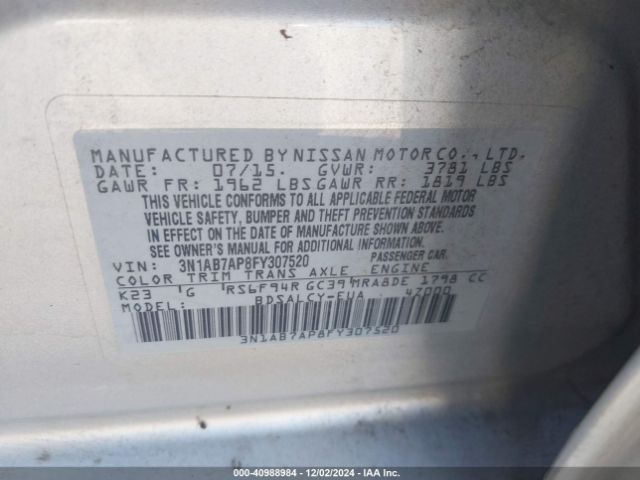 MANUFACTURED BY NISSAN MOTOR CO., LTD.
DATE: 07/15. GVWR: 3781 LBS
GAWR FR: 1962 LBS GAWR RR: 1819 LBS
THIS VEHICLE CONFORMS TO ALL APPLICABLE FEDERAL MOTOR
VEHICLE SAFETY, BUMPER AND THEFT PREVENTION STANDARDS
IN EFFECT ON THE DATE OF MANUFACTURE SHOWN ABOVE.
SEE OWNER'S MANUAL FOR ADDITIONAL INFORMATION.
VIN: 3N1AB7AP8FY307520 PASSENGER CAR
COLOR TRIM TRANS AXLE ENGINE
K23 G RS6F94R GC39 MRA8DE 1798 CC
MODEL: BDSALCY-EUA 4Z000
3N1AB7AP8FY307520
500-40988984 - 12/02/2024 - IAA Inc.